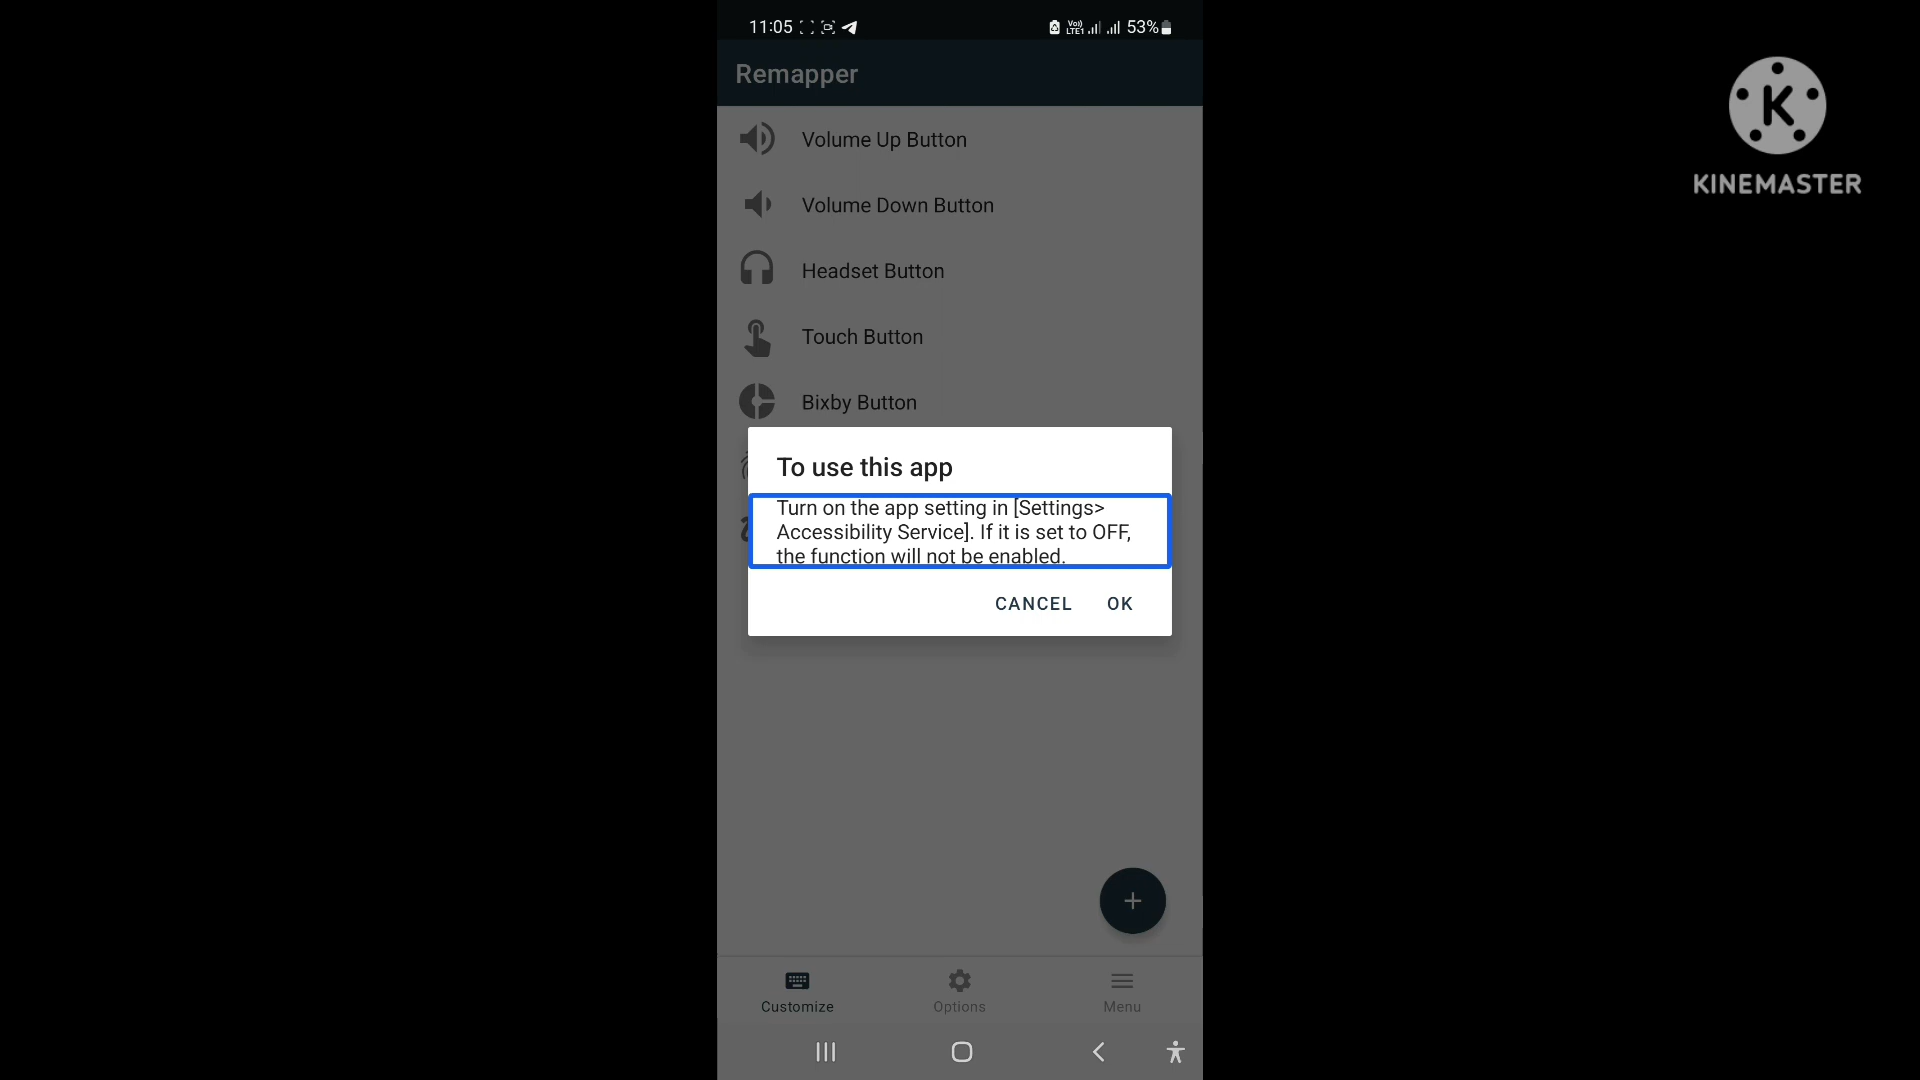 11:05
Vo))
LTE1
53%
Remapper
Volume Up Button
Volume Down Button
Headset Button
Touch Button
Bixby Button
To use this app
Turn on the app setting in [Settings>
Accessibility Service]. If it is set to OFF,
the function will not be enabled.
CANCEL OK
Customize Options Menu
K
KINEMASTER